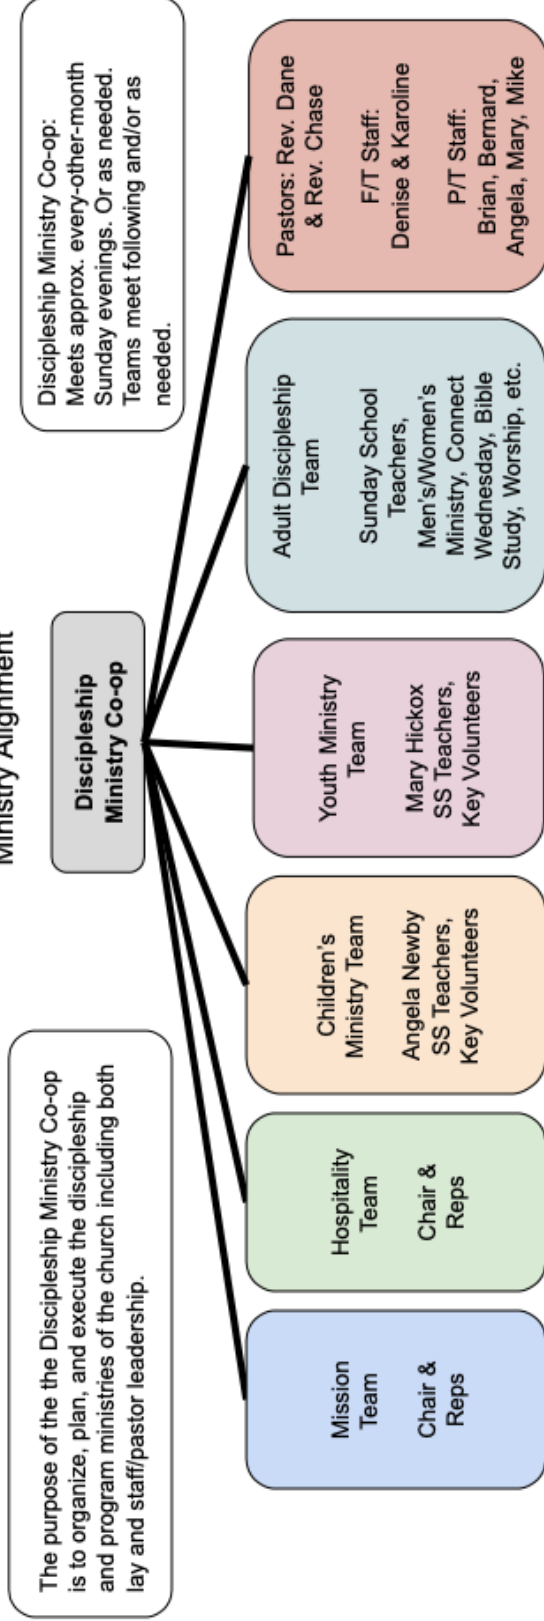 Ministry Alignment
The purpose of the the Discipleship Ministry Co-op
is to organize, plan, and execute the discipleship
and program ministries of the church including both
lay and staff/pastor leadership.
Discipleship
Ministry Co-op
Discipleship Ministry Co-op:
Meets approx. every-other-month
Sunday evenings. Or as needed.
Teams meet following and/or as
needed.
Mission
Team
Chair &
Reps
Hospitality
Team
Chair &
Reps
Children's
Ministry Team
Angela Newby
SS Teachers,
Key Volunteers
Youth Ministry
Team
Mary Hickox
SS Teachers,
Key Volunteers
Adult Discipleship
Team
Sunday School
Teachers,
Men's/Women's
Ministry, Connect
Wednesday, Bible
Study, Worship, etc.
Pastors: Rev. Dane
& Rev. Chase
F/T Staff:
Denise & Karoline
P/T Staff:
Brian, Bernard,
Angela, Mary, Mike